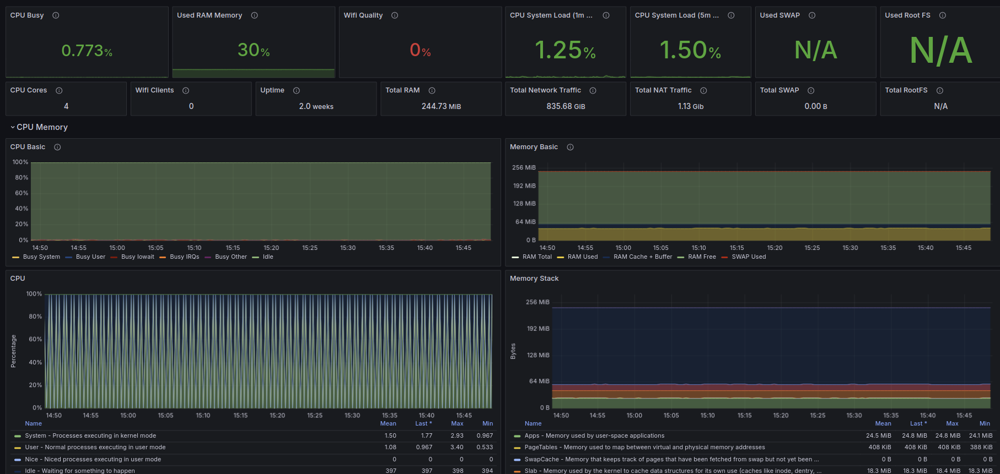 CPU Busy
Used RAM Memory
Wifi Quality
CPU System Load (1m ...
CPU System Load (5m ...
Used SWAP
Used Root FS
0.773%
30%
0%
1.25%
1.50%
N/A
N/A
CPU Cores
Wifi Clients
Uptime
Total RAM
Total Network Traffic
Total NAT Traffic
Total SWAP
Total RootFS
4
0
2.0 weeks
244.73 MiB
835.68 GiB
1.13 Gib
0.00 B
N/A
CPU Memory
CPU Basic
100%
80%
60%
40%
20%
0%
14:50 14:55 15:00 15:05 15:10 15:15 15:20 15:25 15:30 15:35 15:40 15:45
Busy System Busy User Busy Iowait Busy IRQs Busy Other Idle
Memory Basic
256 MiB
192 MiB
128 MiB
64 MiB
0 B
14:50 14:55 15:00 15:05 15:10 15:15 15:20 15:25 15:30 15:35 15:40 15:45
RAM Total RAM Used RAM Cache + Buffer RAM Free SWAP Used
CPU
Percentage
100%
80%
60%
40%
20%
0%
14:50 14:55 15:00 15:05 15:10 15:15 15:20 15:25 15:30 15:35 15:40 15:45
Name Mean Last * Max Min
System - Processes executing in kernel mode 1.50 1.77 2.93 0.967
User - Normal processes executing in user mode 1.08 0.967 3.40 0.533
Nice - Niced processes executing in user mode 0 0 0 0
Idle - Waiting for something to happen 397 397 398 394
Memory Stack
Bytes
256 MiB
192 MiB
128 MiB
64 MiB
0 B
14:50 14:55 15:00 15:05 15:10 15:15 15:20 15:25 15:30 15:35 15:40 15:45
Name Mean Last * Max Min
Apps - Memory used by user-space applications 24.5 MiB 24.8 MiB 24.8 MiB 24.1 MiB
PageTables - Memory used to map between virtual and physical memory addresses 408 KiB 408 KiB 408 KiB 388 KiB
SwapCache - Memory that keeps track of pages that have been fetched from swap but not yet been ... 0 B 0 B 0 B 0 B
Slab - Memory used by the kernel to cache data structures for its own use (caches like inode, dentry, ... 18.3 MiB 18.3 MiB 18.4 MiB 18.3 MiB